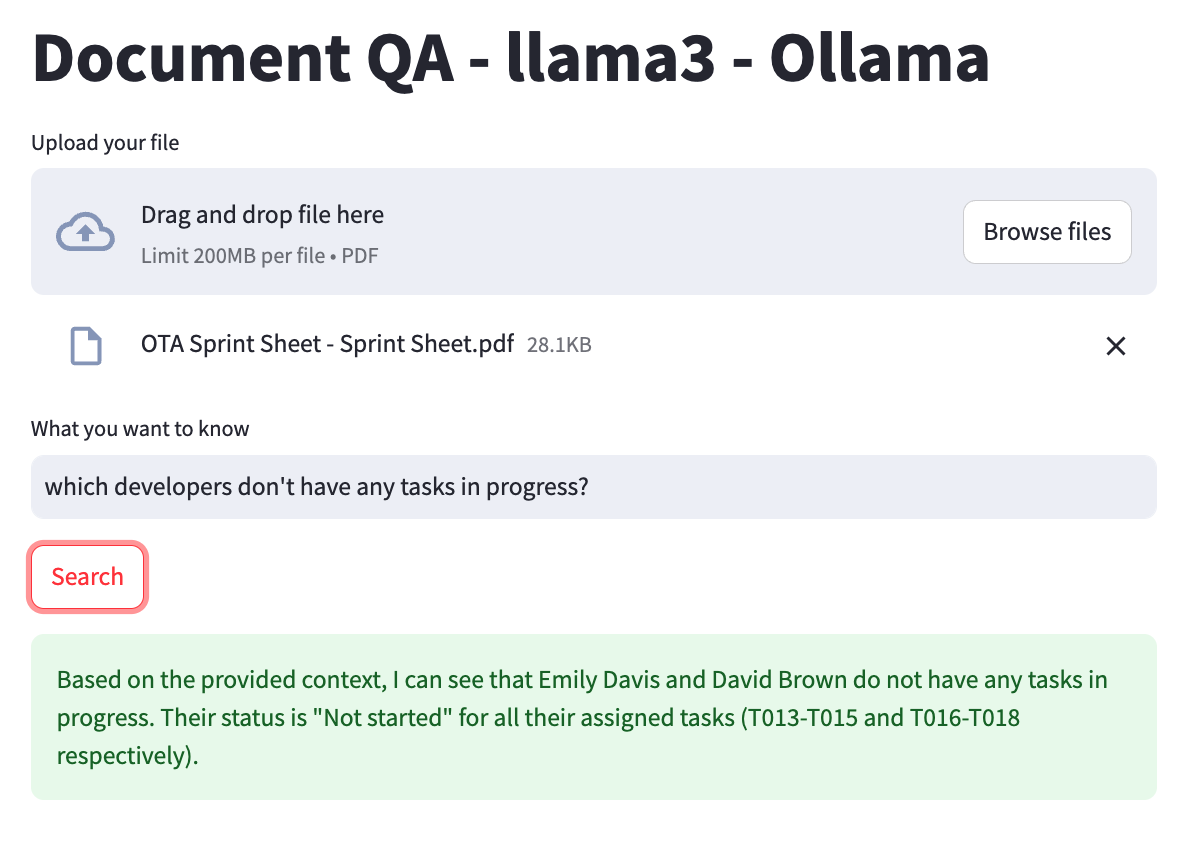 Document QA - llama3 - Ollama
Upload your file
Drag and drop file here
Limit 200MB per file • PDF
Browse files
OTA Sprint Sheet - Sprint Sheet.pdf 28.1KB
What you want to know
which developers don't have any tasks in progress?
Search
Based on the provided context, I can see that Emily Davis and David Brown do not have any tasks in
progress. Their status is "Not started" for all their assigned tasks (T013-T015 and T016-T018
respectively).